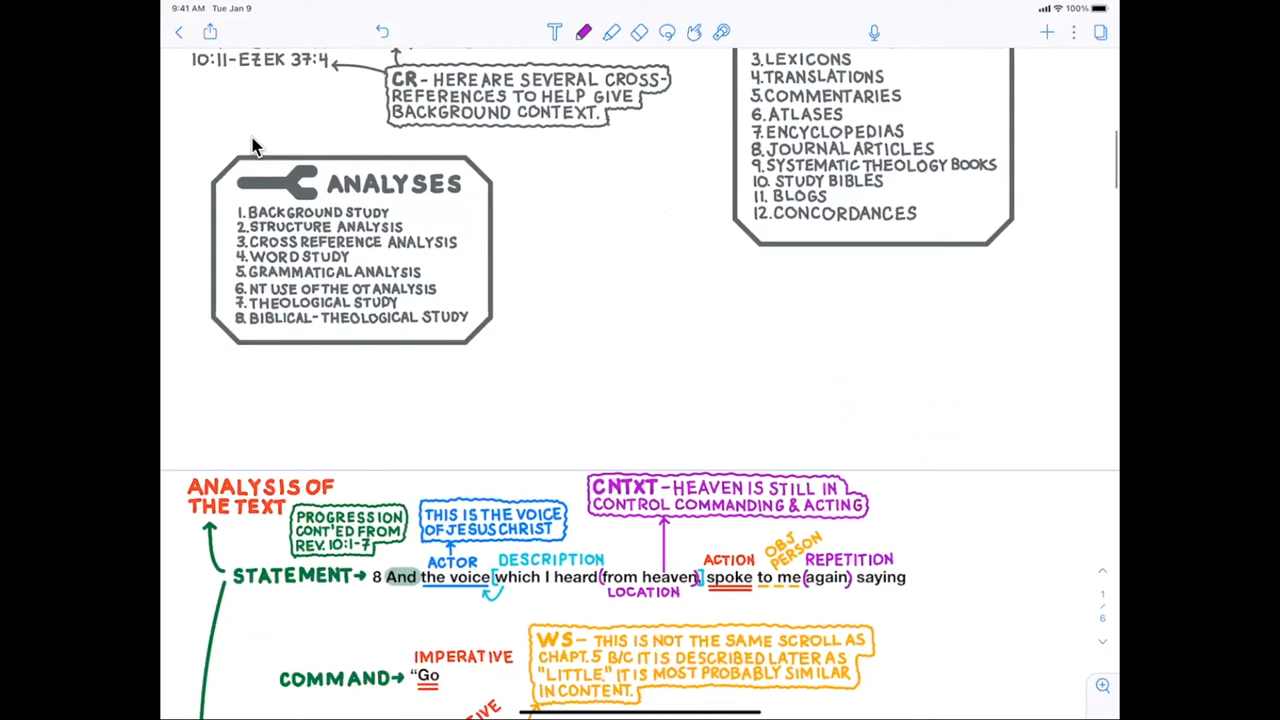 9:41 AM Tue Jan 9
100%
10:11-EZEK 37:4
CR - HERE ARE SEVERAL CROSS-
REFERENCES TO HELP GIVE
BACKGROUND CONTEXT.
3. LEXICONS
4. TRANSLATIONS
5. COMMENTARIES
6. ATLASES
7. ENCYCLOPEDIAS
8. JOURNAL ARTICLES
9. SYSTEMATIC THEOLOGY BOOKS
10. STUDY BIBLES
11. BLOGS
12. CONCORDANCES
ANALYSES
1. BACKGROUND STUDY
2. STRUCTURE ANALYSIS
3. CROSS REFERENCE ANALYSIS
4. WORD STUDY
5. GRAMMATICAL ANALYSIS
6. NT USE OF THE OT ANALYSIS
7. THEOLOGICAL STUDY
8. BIBLICAL-THEOLOGICAL STUDY
ANALYSIS OF
THE TEXT
PROGRESSION
CONT'ED FROM
REV. 10:1-7
THIS IS THE VOICE
OF JESUS CHRIST
CNTXT - HEAVEN IS STILL IN
CONTROL COMMANDING & ACTING
ACTOR
DESCRIPTION
ACTION
OBJ
PERSON
REPETITION
STATEMENT
8 And the voice [which I heard (from heaven),] spoke to me (again) saying
LOCATION
WS - THIS IS NOT THE SAME SCROLL AS
CHAPT. 5 B/C IT IS DESCRIBED LATER AS
"LITTLE." IT IS MOST PROBABLY SIMILAR
IN CONTENT.
IMPERATIVE
COMMAND
“Go
1
/
6